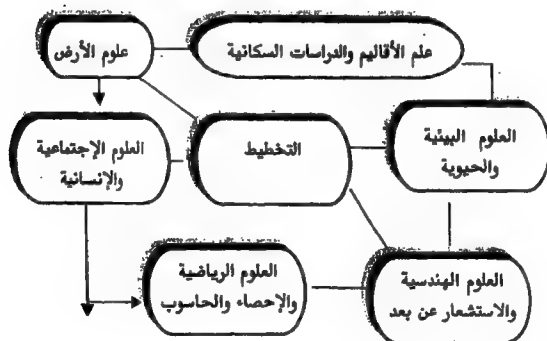 علوم الأرض
علم الأقاليم والدراسات السكانية
العلوم الإجتماعية
والإنسانية
التخطيط
العلوم البيئية
والحيوية
العلوم الرياضية
والإحصاء والحاسوب
العلوم الهندسية
والاستشعار عن بعد